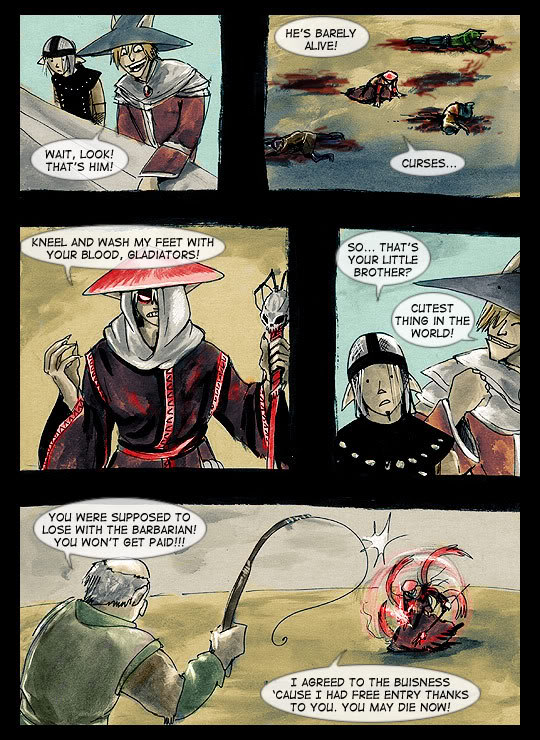 WAIT, LOOK!
THAT'S HIM!
HE'S BARELY
ALIVE!
CURSES...
KNEEL AND WASH MY FEET WITH
YOUR BLOOD, GLADIATORS!
SO... THAT'S
YOUR LITTLE
BROTHER?
CUTEST
THING IN THE
WORLD!
YOU WERE SUPPOSED TO
LOSE WITH THE BARBARIAN!
YOU WON'T GET PAID!!!
I AGREED TO THE BUISNESS
'CAUSE I HAD FREE ENTRY THANKS
TO YOU. YOU MAY DIE NOW!